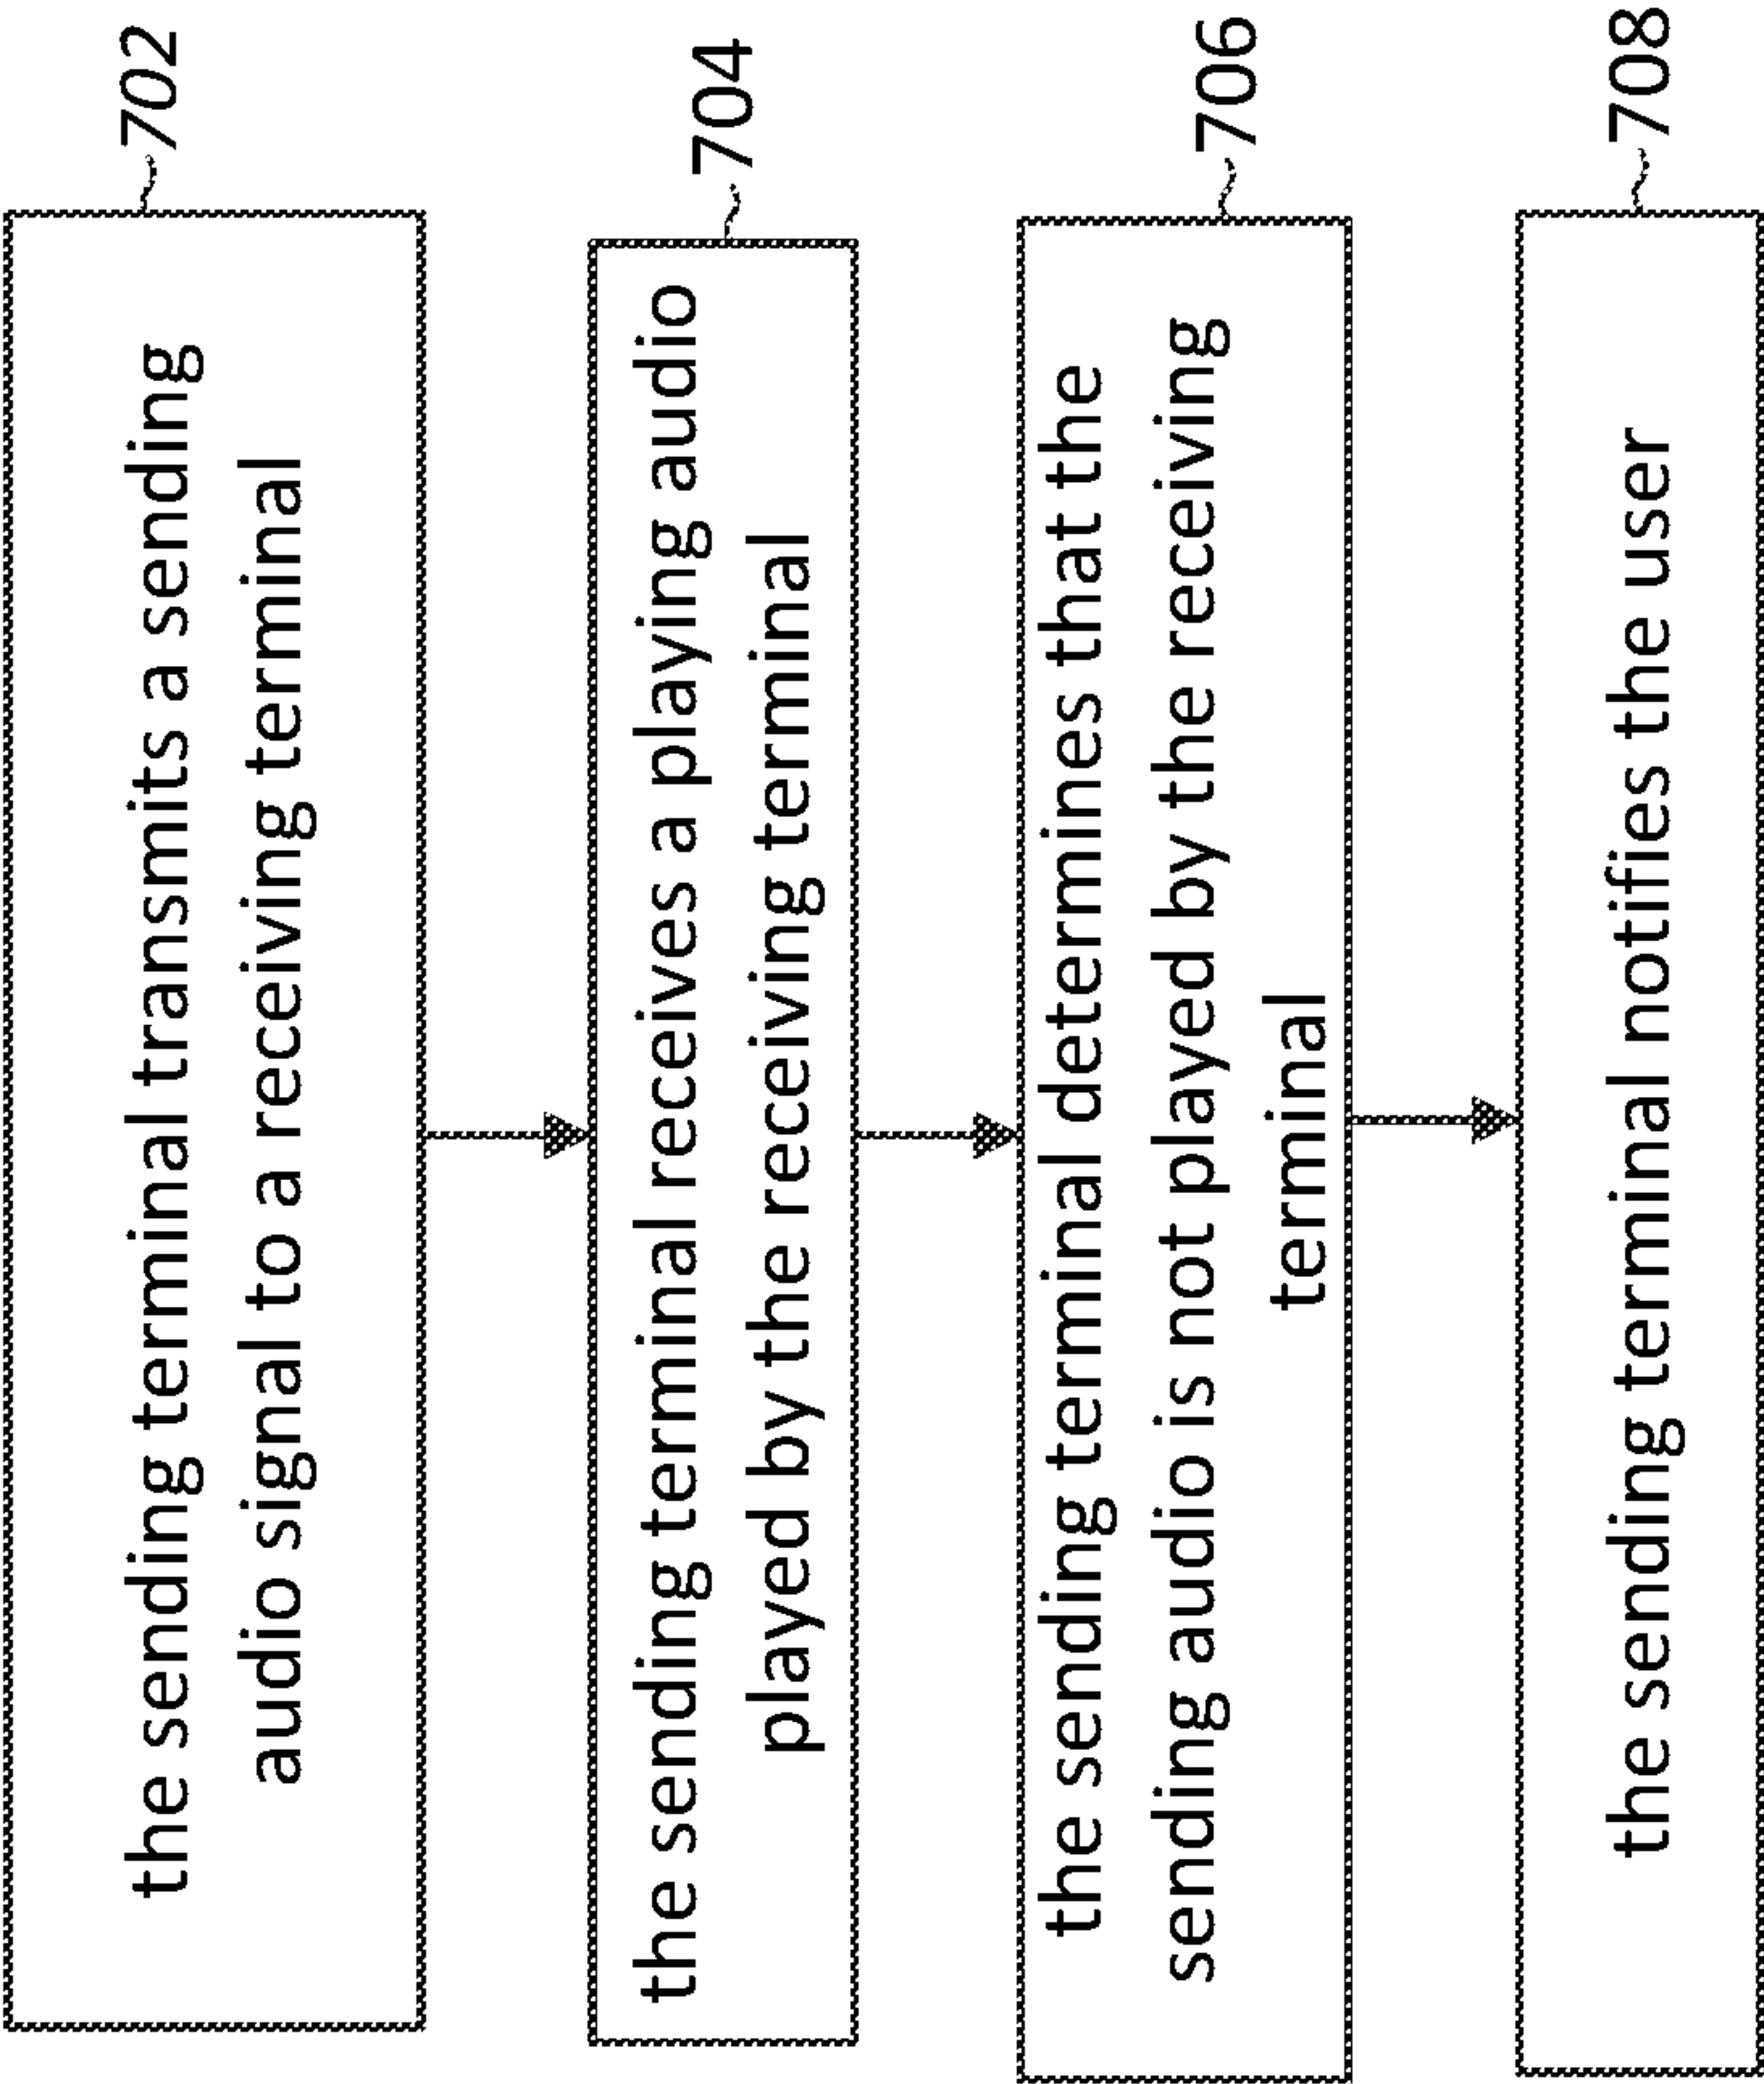 the sending terminal transmits a sending
audio signal to a receiving terminal
702
the sending terminal receives a playing audio
played by the receiving terminal
704
the sending terminal determines that the
sending audio is not played by the receiving
terminal
706
the sending terminal notifies the user
708